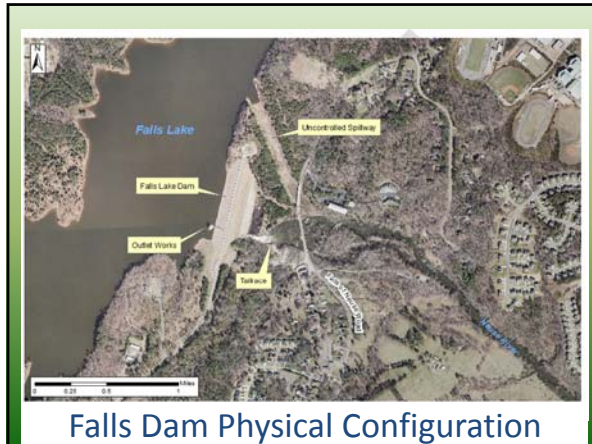 N
Falls Lake
Uncontrolled Spillway
Falls Lake Dam
Outlet Works
Tailrace
Neuse River
0 0.25 0.5 1
Miles
Falls Dam Physical Configuration